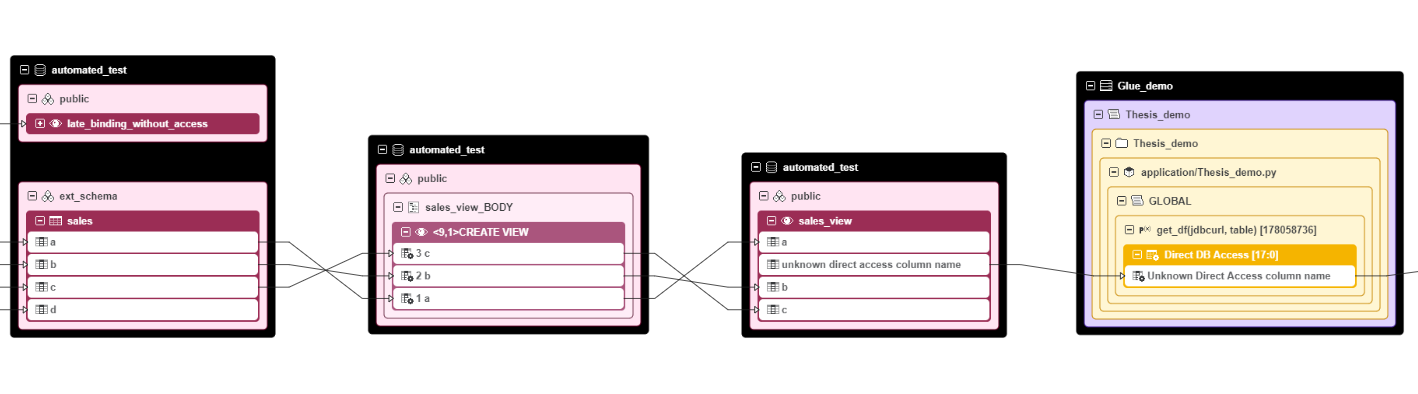 automated_test
public
late_binding_without_access
ext_schema
sales
a
b
c
d
automated_test
public
sales_view_BODY
<9,1>CREATE VIEW
3 c
2 b
1 a
automated_test
public
sales_view
a
unknown direct access column name
b
c
Glue_demo
Thesis_demo
Thesis_demo
application/Thesis_demo.py
GLOBAL
P(x) get_df(jdbcurl, table) [178058736]
Direct DB Access [17:0]
Unknown Direct Access column name